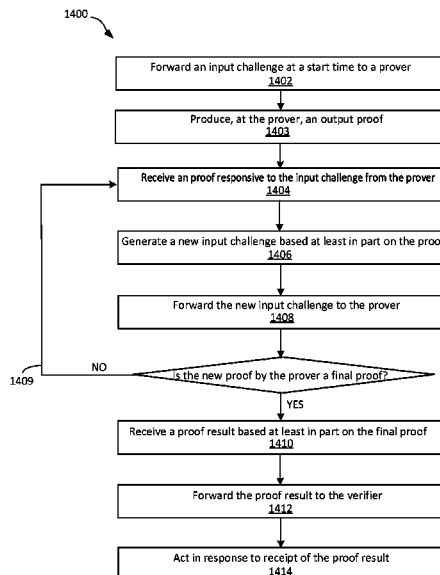 1400
Forward an input challenge at a start time to a prover
1402
Produce, at the prover, an output proof
1403
Receive an proof responsive to the input challenge from the prover
1404
Generate a new input challenge based at least in part on the proof
1406
Forward the new input challenge to the prover
1408
Is the new proof by the prover a final proof?
NO
1409
YES
Receive a proof result based at least in part on the final proof
1410
Forward the proof result to the verifier
1412
Act in response to receipt of the proof result
1414